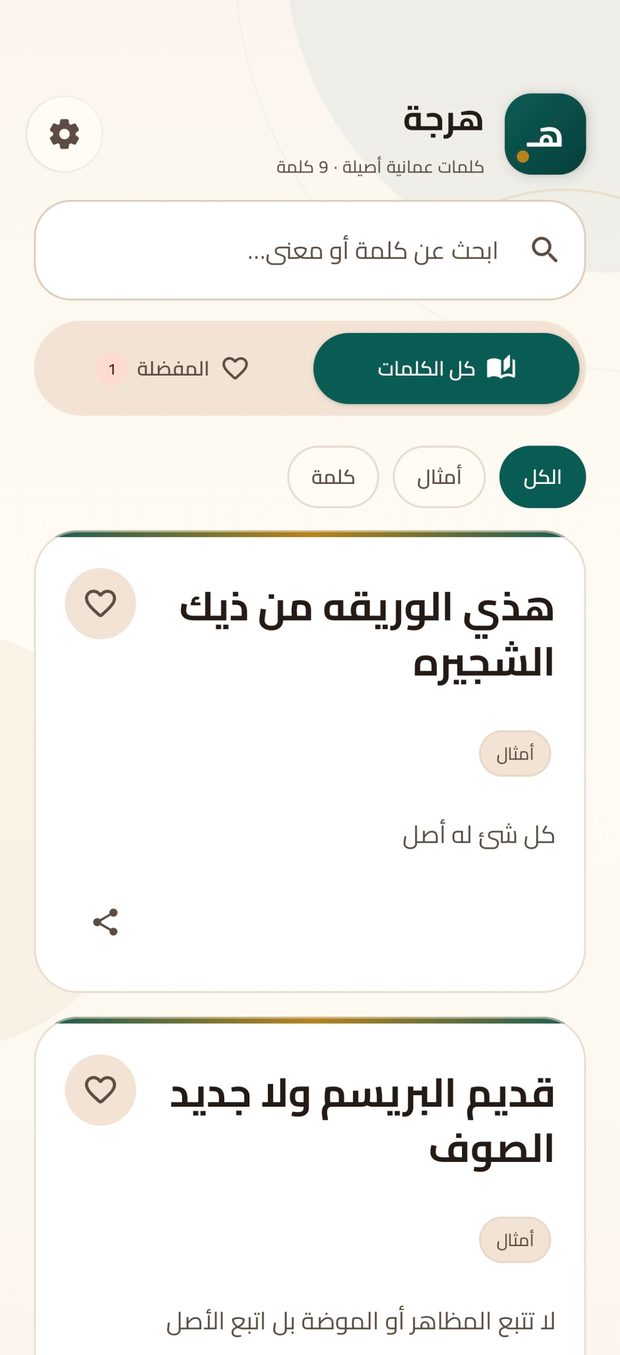 هـ
هرجة
كلمات عمانية أصيلة · 9 كلمة
ابحث عن كلمة أو معنى...
كل الكلمات
المفضلة 1
الكل
أمثال
كلمة
هذي الوريقه من ذيك
الشجيره
أمثال
كل شئ له أصل
قديم البريسم ولا جديد
الصوف
أمثال
لا تتبع المظاهر أو الموضة بل اتبع الأصل